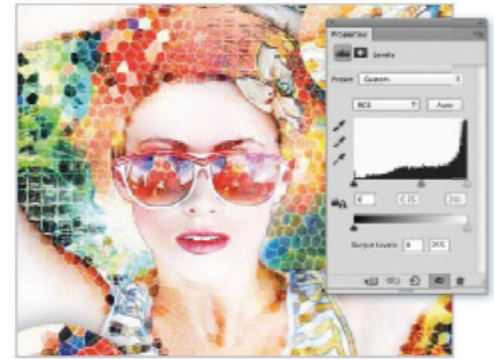 Properties
Levels
Preset: Custom
RGB
Auto
Output Levels: 0 255